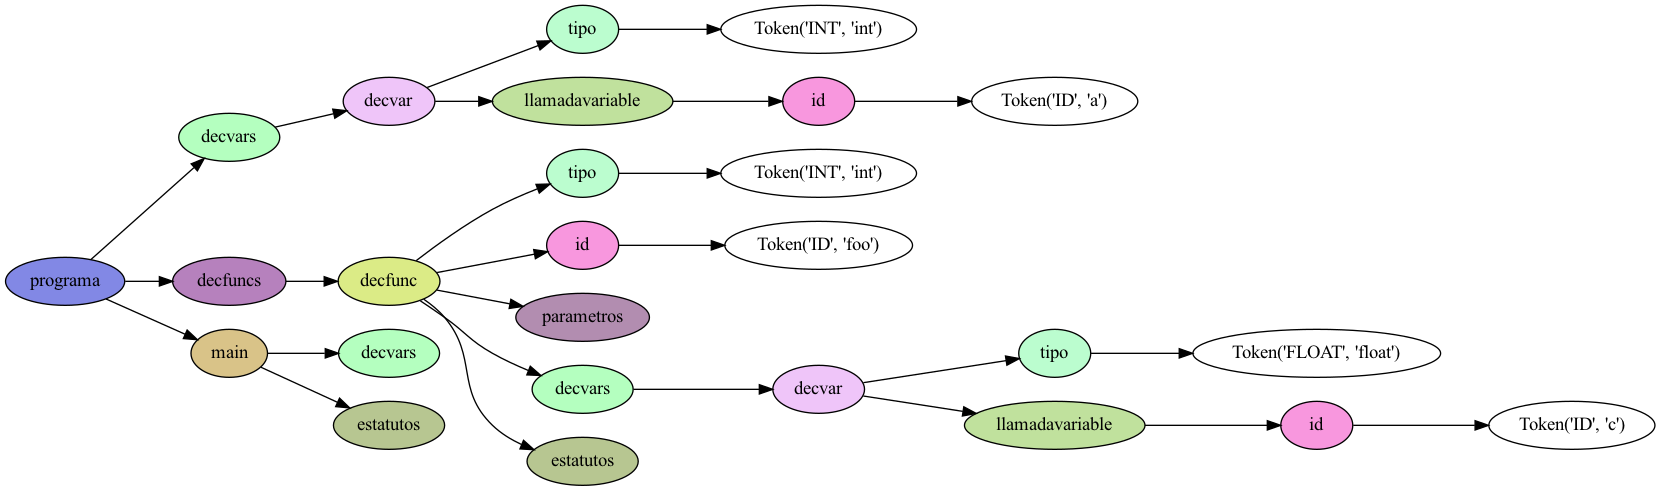 tipo
Token('INT', 'int')
decvar
llamadavariable
id
Token('ID', 'a')
decvars
tipo
Token('INT', 'int')
id
Token('ID', 'foo')
programa
decfuncs
decfunc
parametros
main
decvars
tipo
Token('FLOAT', 'float')
decvars
decvar
estatutos
llamadavariable
id
Token('ID', 'c')
estatutos